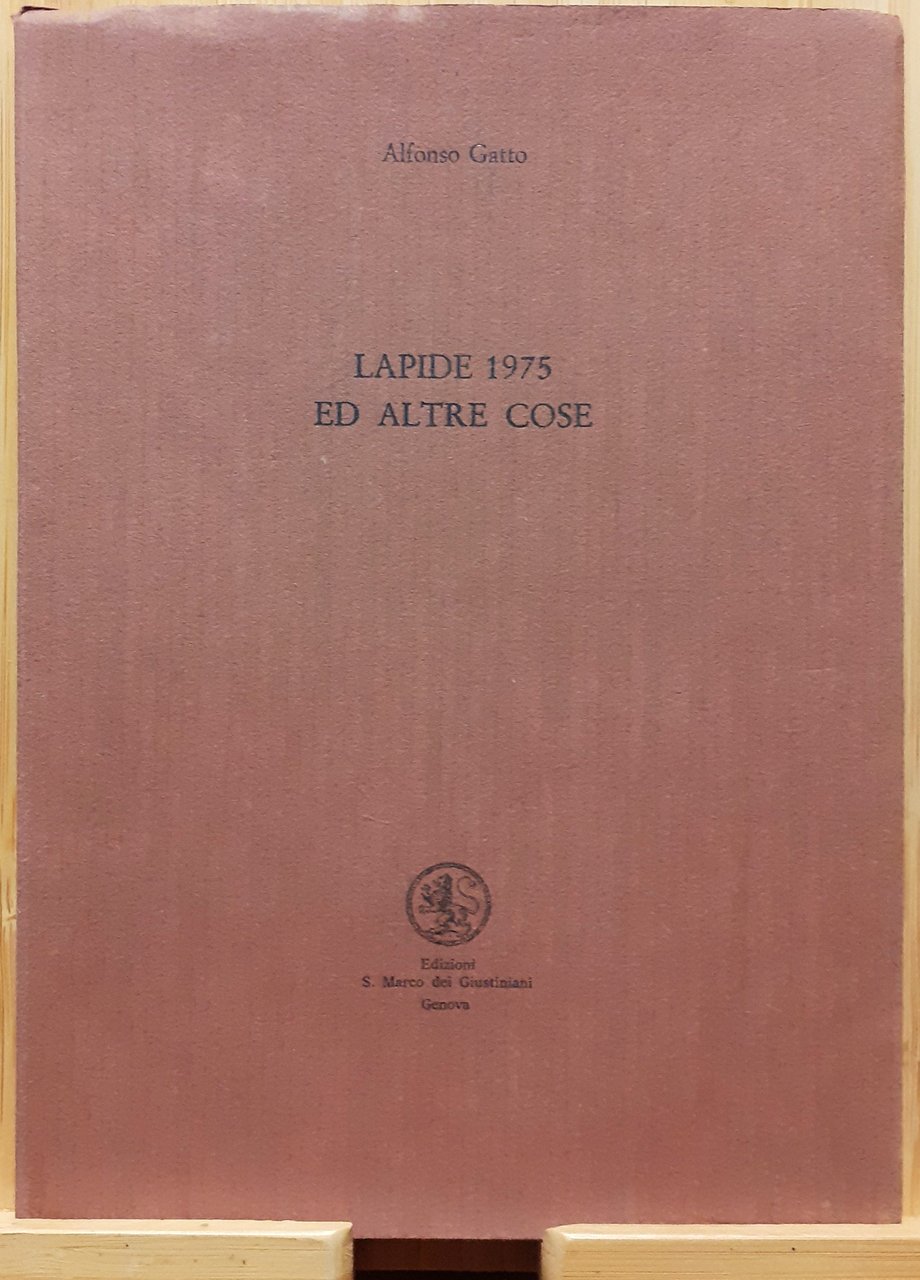 Alfonso Gatto
LAPIDE 1975
ED ALTRE COSE
Edizioni
S. Marco dei Giustiniani
Genova